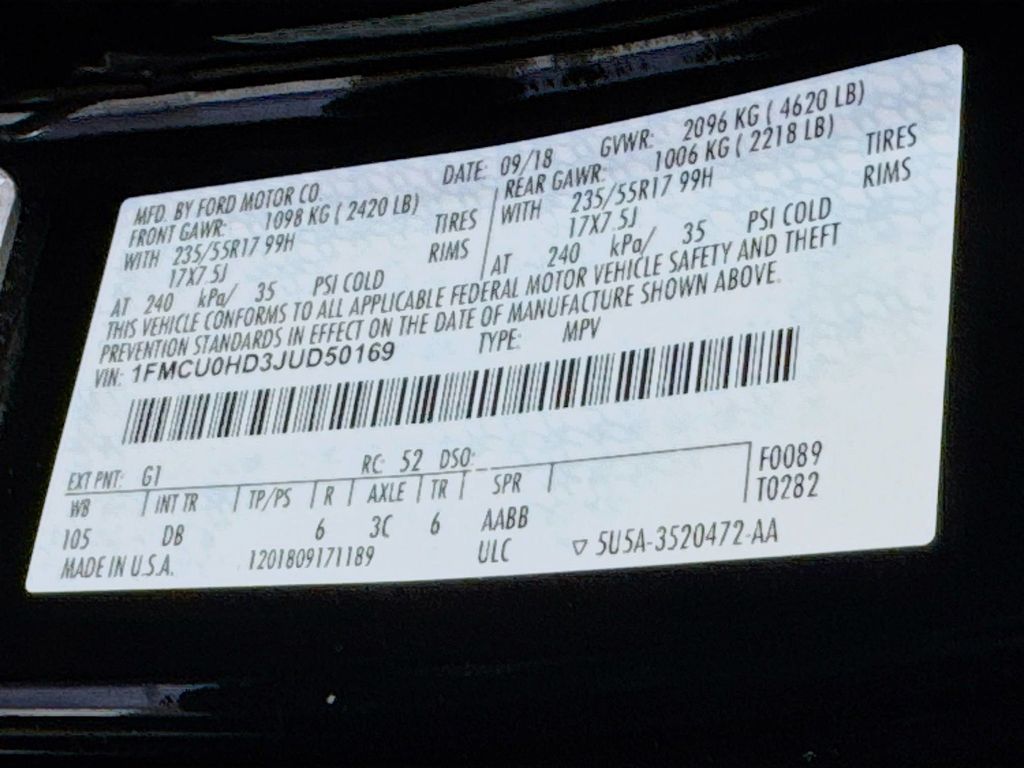 MFD. BY FORD MOTOR CO. DATE: 09/18 GVWR: 2096 KG ( 4620 LB)
FRONT GAWR: 1098 KG ( 2420 LB) REAR GAWR: 1006 KG ( 2218 LB)
WITH 235/55R17 99H TIRES WITH 235/55R17 99H TIRES
17X7.5J RIMS 17X7.5J RIMS
AT 240 kPa/ 35 PSI COLD AT 240 kPa/ 35 PSI COLD
THIS VEHICLE CONFORMS TO ALL APPLICABLE FEDERAL MOTOR VEHICLE SAFETY AND THEFT
PREVENTION STANDARDS IN EFFECT ON THE DATE OF MANUFACTURE SHOWN ABOVE.
VIN: 1FMCU0HD3JUD50169 TYPE: MPV
EXT PNT: G1 RC: 52 DSO:
WB INT TR TP/PS R AXLE TR SPR F0089
105 DB 6 3C 6 AABB T0282
MADE IN U.S.A. 1201809171189 ULC ▽ 5U5A-3520472-AA